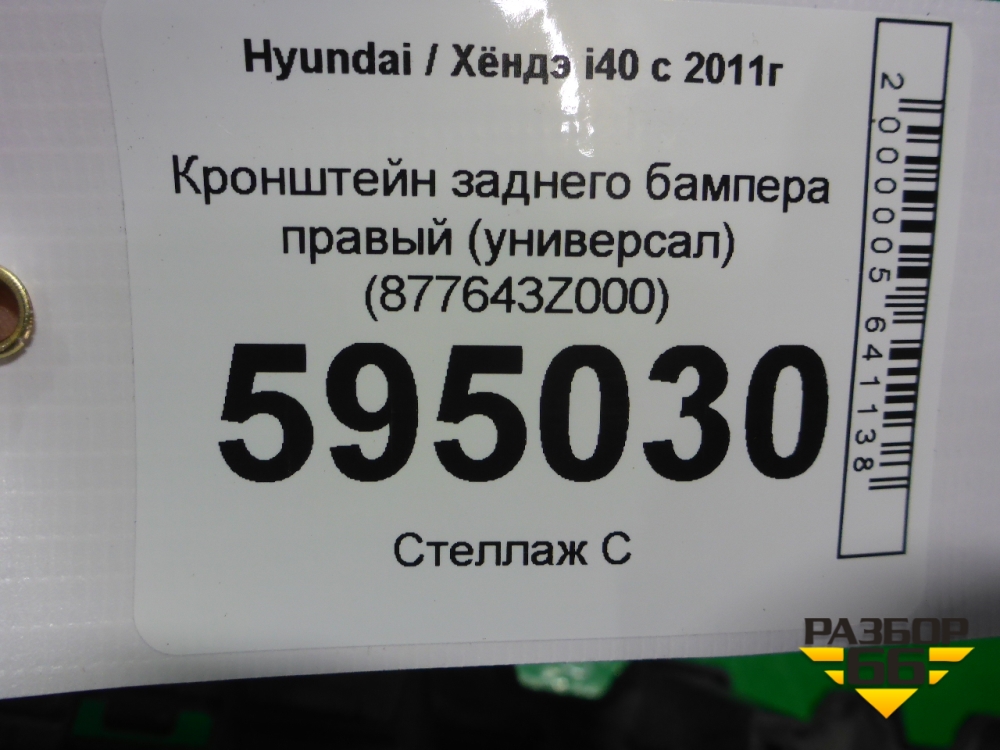 Hyundai / Хёндэ i40 с 2011г
Кронштейн заднего бампера
правый (универсал)
(877643Z000)
595030
Стеллаж С
2000005641138
РАЗБОР
66